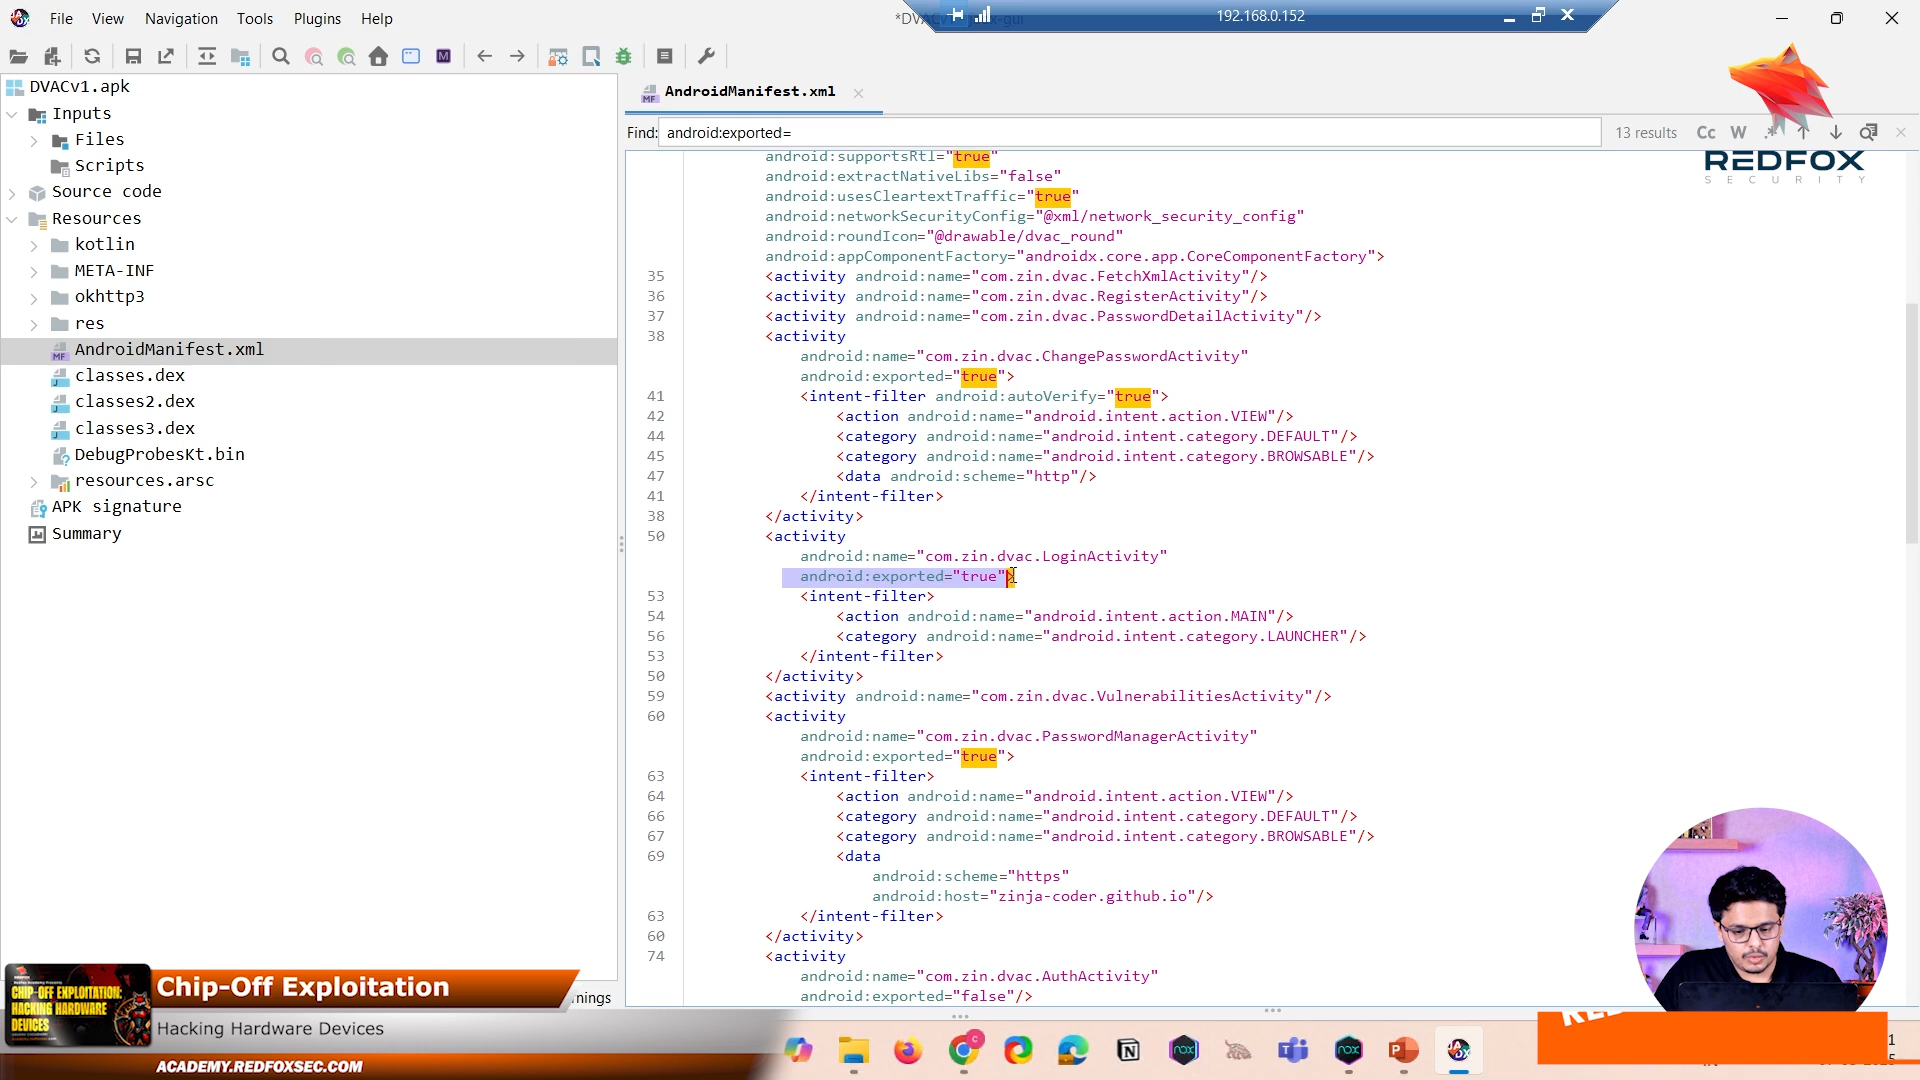 File View Navigation Tools Plugins Help
192.168.0.152
DVACv1.apk
Inputs
Files
Scripts
Source code
Resources
kotlin
META-INF
okhttp3
res
AndroidManifest.xml
classes.dex
classes2.dex
classes3.dex
DebugProbesKt.bin
resources.arsc
APK signature
Summary
AndroidManifest.xml
Find: android:exported= 13 results Cc W .*
REDFOX
SECURITY
android:supportsRtl="true"
android:extractNativeLibs="false"
android:usesCleartextTraffic="true"
android:networkSecurityConfig="@xml/network_security_config"
android:roundIcon="@drawable/dvac_round"
android:appComponentFactory="androidx.core.app.CoreComponentFactory">
35 <activity android:name="com.zin.dvac.FetchXmlActivity"/>
36 <activity android:name="com.zin.dvac.RegisterActivity"/>
37 <activity android:name="com.zin.dvac.PasswordDetailActivity"/>
38 <activity
android:name="com.zin.dvac.ChangePasswordActivity"
android:exported="true">
41 <intent-filter android:autoVerify="true">
42 <action android:name="android.intent.action.VIEW"/>
44 <category android:name="android.intent.category.DEFAULT"/>
45 <category android:name="android.intent.category.BROWSABLE"/>
47 <data android:scheme="http"/>
41 </intent-filter>
38 </activity>
50 <activity
android:name="com.zin.dvac.LoginActivity"
android:exported="true">
53 <intent-filter>
54 <action android:name="android.intent.action.MAIN"/>
56 <category android:name="android.intent.category.LAUNCHER"/>
53 </intent-filter>
50 </activity>
59 <activity android:name="com.zin.dvac.VulnerabilitiesActivity"/>
60 <activity
android:name="com.zin.dvac.PasswordManagerActivity"
android:exported="true">
63 <intent-filter>
64 <action android:name="android.intent.action.VIEW"/>
66 <category android:name="android.intent.category.DEFAULT"/>
67 <category android:name="android.intent.category.BROWSABLE"/>
69 <data
android:scheme="https"
android:host="zinja-coder.github.io"/>
63 </intent-filter>
60 </activity>
74 <activity
android:name="com.zin.dvac.AuthActivity"
android:exported="false"/>
CHIP-OFF EXPLOITATION:
HACKING HARDWARE
DEVICES
Chip-Off Exploitation
Hacking Hardware Devices
ACADEMY.REDFOXSEC.COM